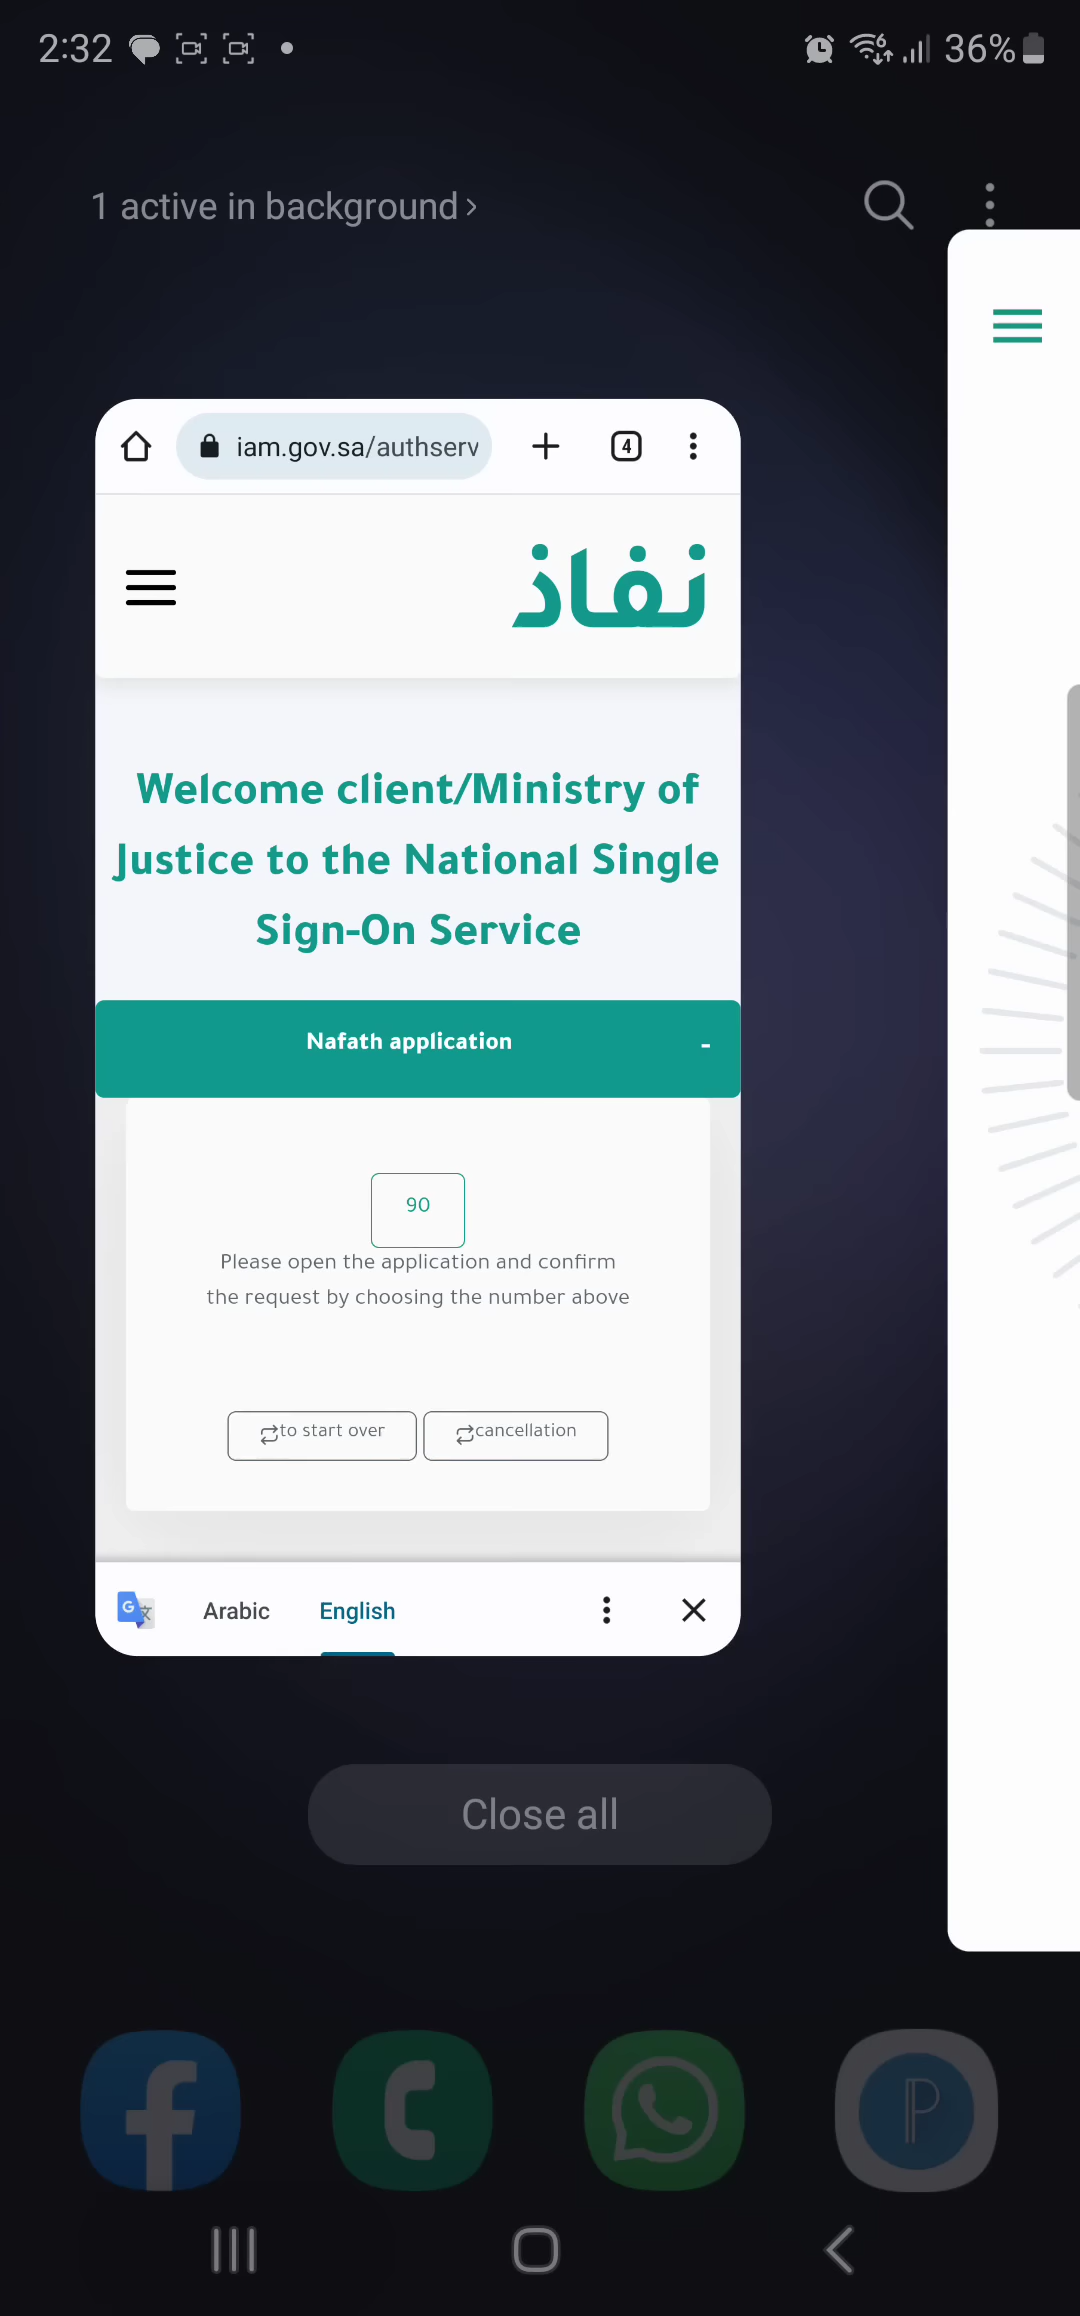 2:32
36%
1 active in background
iam.gov.sa/authserv
4
نفاذ
Welcome client/Ministry of
Justice to the National Single
Sign-On Service
Nafath application
-
90
Please open the application and confirm
the request by choosing the number above
to start over
cancellation
Arabic
English
Close all